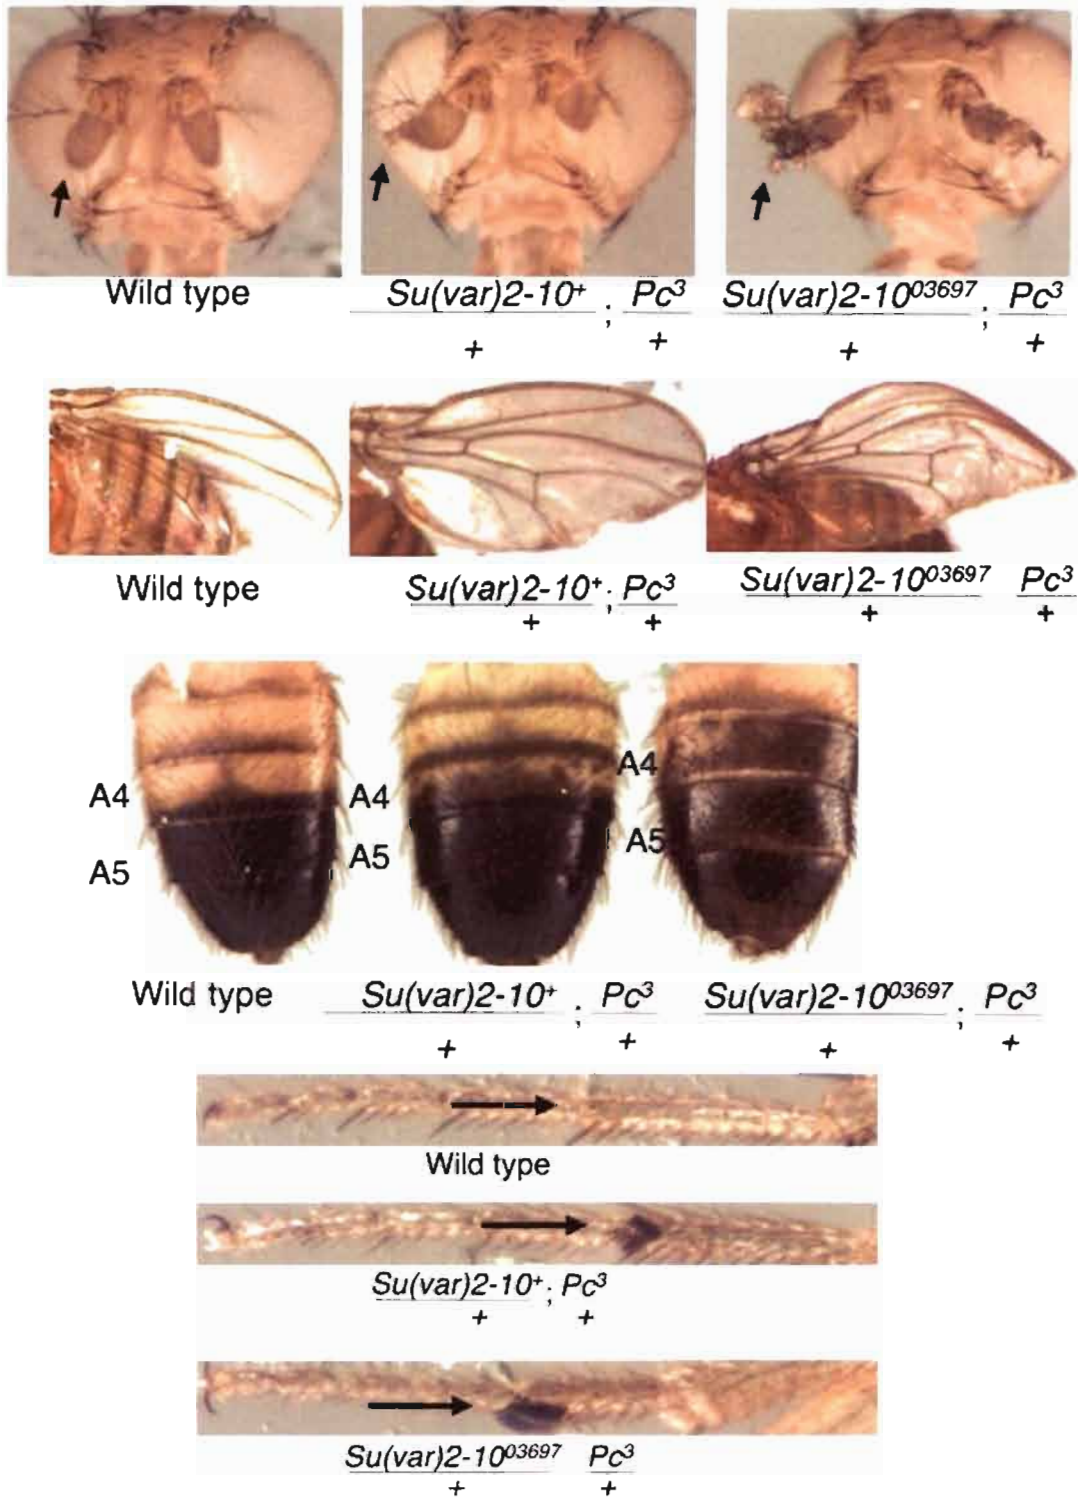 Wild type
Su(var)2-10⁺ ; Pc³
Su(var)2-10⁰³⁶⁹⁷ ; Pc³
+ +
+ +
Wild type
Su(var)2-10⁺ ; Pc³
Su(var)2-10⁰³⁶⁹⁷ Pc³
+ +
+ +
A4
A5
A4
A5
A4
A5
Wild type
Su(var)2-10⁺ ; Pc³
Su(var)2-10⁰³⁶⁹⁷ ; Pc³
+ +
+ +
Wild type
Su(var)2-10⁺ ; Pc³
+ +
Su(var)2-10⁰³⁶⁹⁷ Pc³
+ +